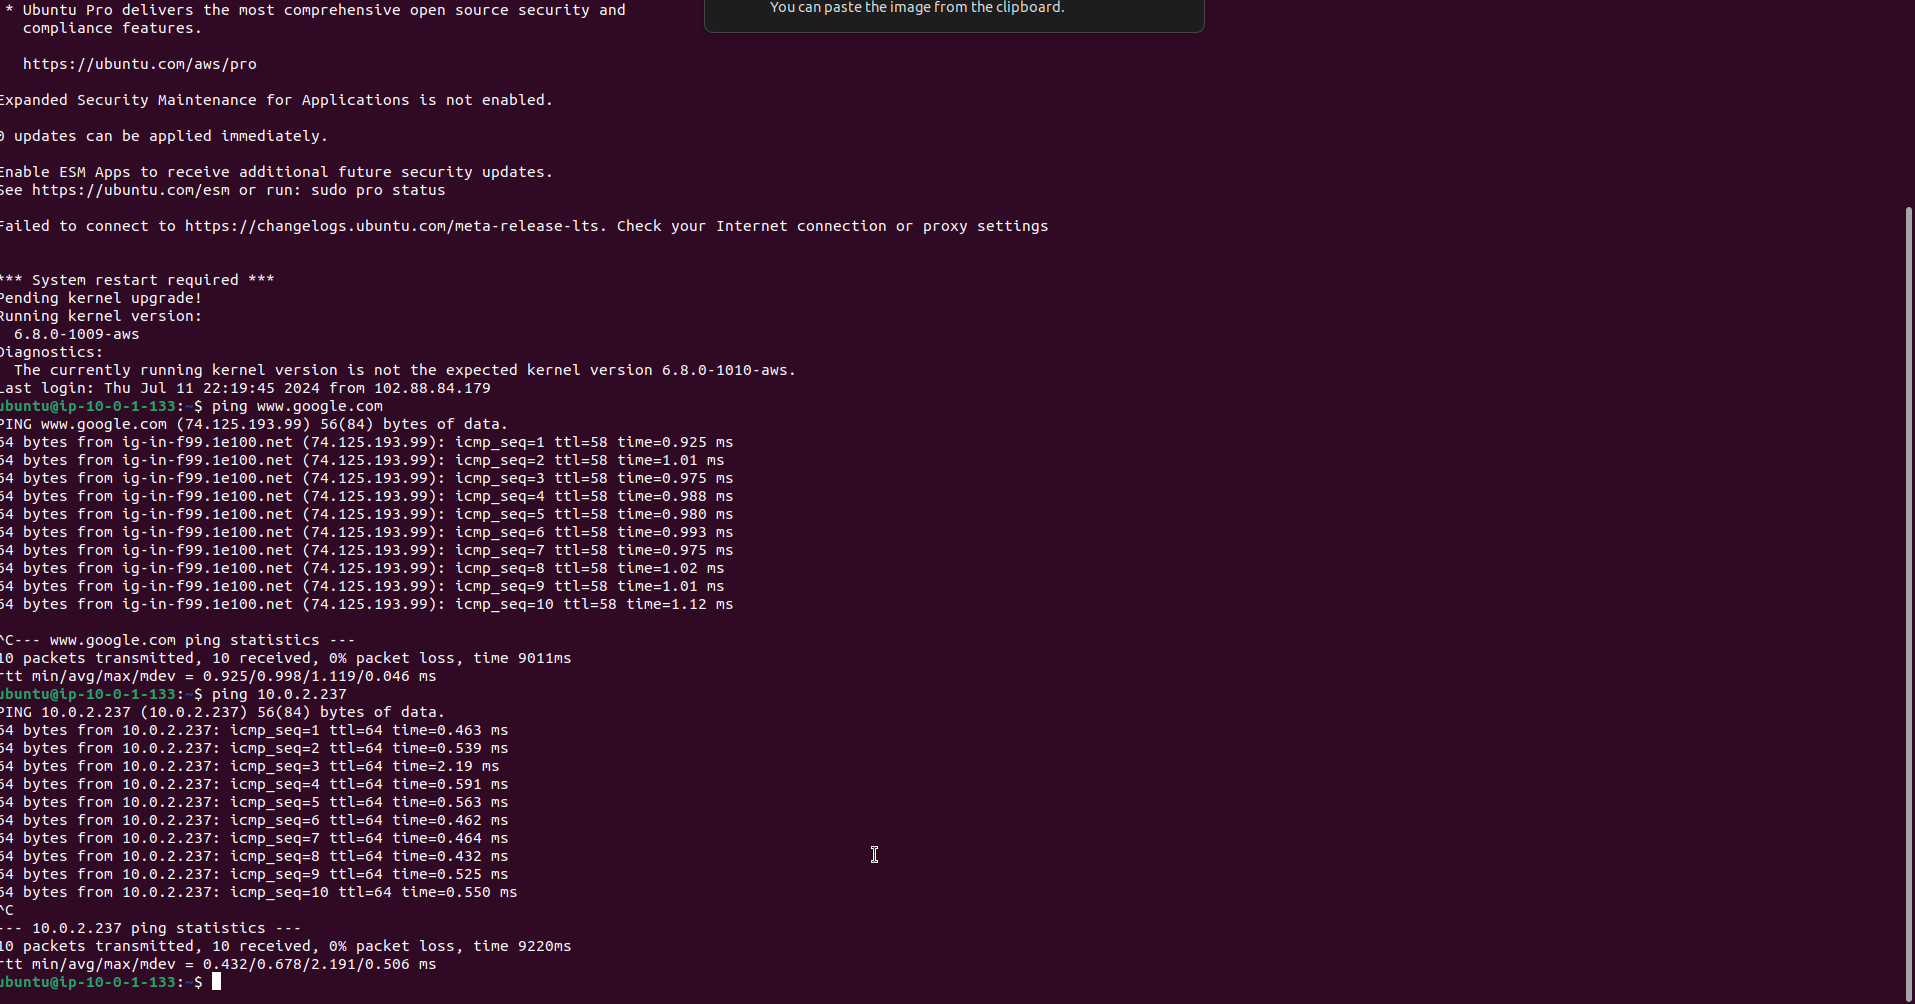 * Ubuntu Pro delivers the most comprehensive open source security and
compliance features.
You can paste the image from the clipboard.
https://ubuntu.com/aws/pro
Expanded Security Maintenance for Applications is not enabled.
0 updates can be applied immediately.
Enable ESM Apps to receive additional future security updates.
See https://ubuntu.com/esm or run: sudo pro status
Failed to connect to https://changelogs.ubuntu.com/meta-release-lts. Check your Internet connection or proxy settings
*** System restart required ***
Pending kernel upgrade!
Running kernel version:
6.8.0-1009-aws
Diagnostics:
The currently running kernel version is not the expected kernel version 6.8.0-1010-aws.
Last login: Thu Jul 11 22:19:45 2024 from 102.88.84.179
ubuntu@ip-10-0-1-133:~$ ping www.google.com
PING www.google.com (74.125.193.99) 56(84) bytes of data.
64 bytes from ig-in-f99.1e100.net (74.125.193.99): icmp_seq=1 ttl=58 time=0.925 ms
64 bytes from ig-in-f99.1e100.net (74.125.193.99): icmp_seq=2 ttl=58 time=1.01 ms
64 bytes from ig-in-f99.1e100.net (74.125.193.99): icmp_seq=3 ttl=58 time=0.975 ms
64 bytes from ig-in-f99.1e100.net (74.125.193.99): icmp_seq=4 ttl=58 time=0.988 ms
64 bytes from ig-in-f99.1e100.net (74.125.193.99): icmp_seq=5 ttl=58 time=0.980 ms
64 bytes from ig-in-f99.1e100.net (74.125.193.99): icmp_seq=6 ttl=58 time=0.993 ms
64 bytes from ig-in-f99.1e100.net (74.125.193.99): icmp_seq=7 ttl=58 time=0.975 ms
64 bytes from ig-in-f99.1e100.net (74.125.193.99): icmp_seq=8 ttl=58 time=1.02 ms
64 bytes from ig-in-f99.1e100.net (74.125.193.99): icmp_seq=9 ttl=58 time=1.01 ms
64 bytes from ig-in-f99.1e100.net (74.125.193.99): icmp_seq=10 ttl=58 time=1.12 ms
^C--- www.google.com ping statistics ---
10 packets transmitted, 10 received, 0% packet loss, time 9011ms
rtt min/avg/max/mdev = 0.925/0.998/1.119/0.046 ms
ubuntu@ip-10-0-1-133:~$ ping 10.0.2.237
PING 10.0.2.237 (10.0.2.237) 56(84) bytes of data.
64 bytes from 10.0.2.237: icmp_seq=1 ttl=64 time=0.463 ms
64 bytes from 10.0.2.237: icmp_seq=2 ttl=64 time=0.539 ms
64 bytes from 10.0.2.237: icmp_seq=3 ttl=64 time=2.19 ms
64 bytes from 10.0.2.237: icmp_seq=4 ttl=64 time=0.591 ms
64 bytes from 10.0.2.237: icmp_seq=5 ttl=64 time=0.563 ms
64 bytes from 10.0.2.237: icmp_seq=6 ttl=64 time=0.462 ms
64 bytes from 10.0.2.237: icmp_seq=7 ttl=64 time=0.464 ms
64 bytes from 10.0.2.237: icmp_seq=8 ttl=64 time=0.432 ms
64 bytes from 10.0.2.237: icmp_seq=9 ttl=64 time=0.525 ms
64 bytes from 10.0.2.237: icmp_seq=10 ttl=64 time=0.550 ms
^C
--- 10.0.2.237 ping statistics ---
10 packets transmitted, 10 received, 0% packet loss, time 9220ms
rtt min/avg/max/mdev = 0.432/0.678/2.191/0.506 ms
ubuntu@ip-10-0-1-133:~$